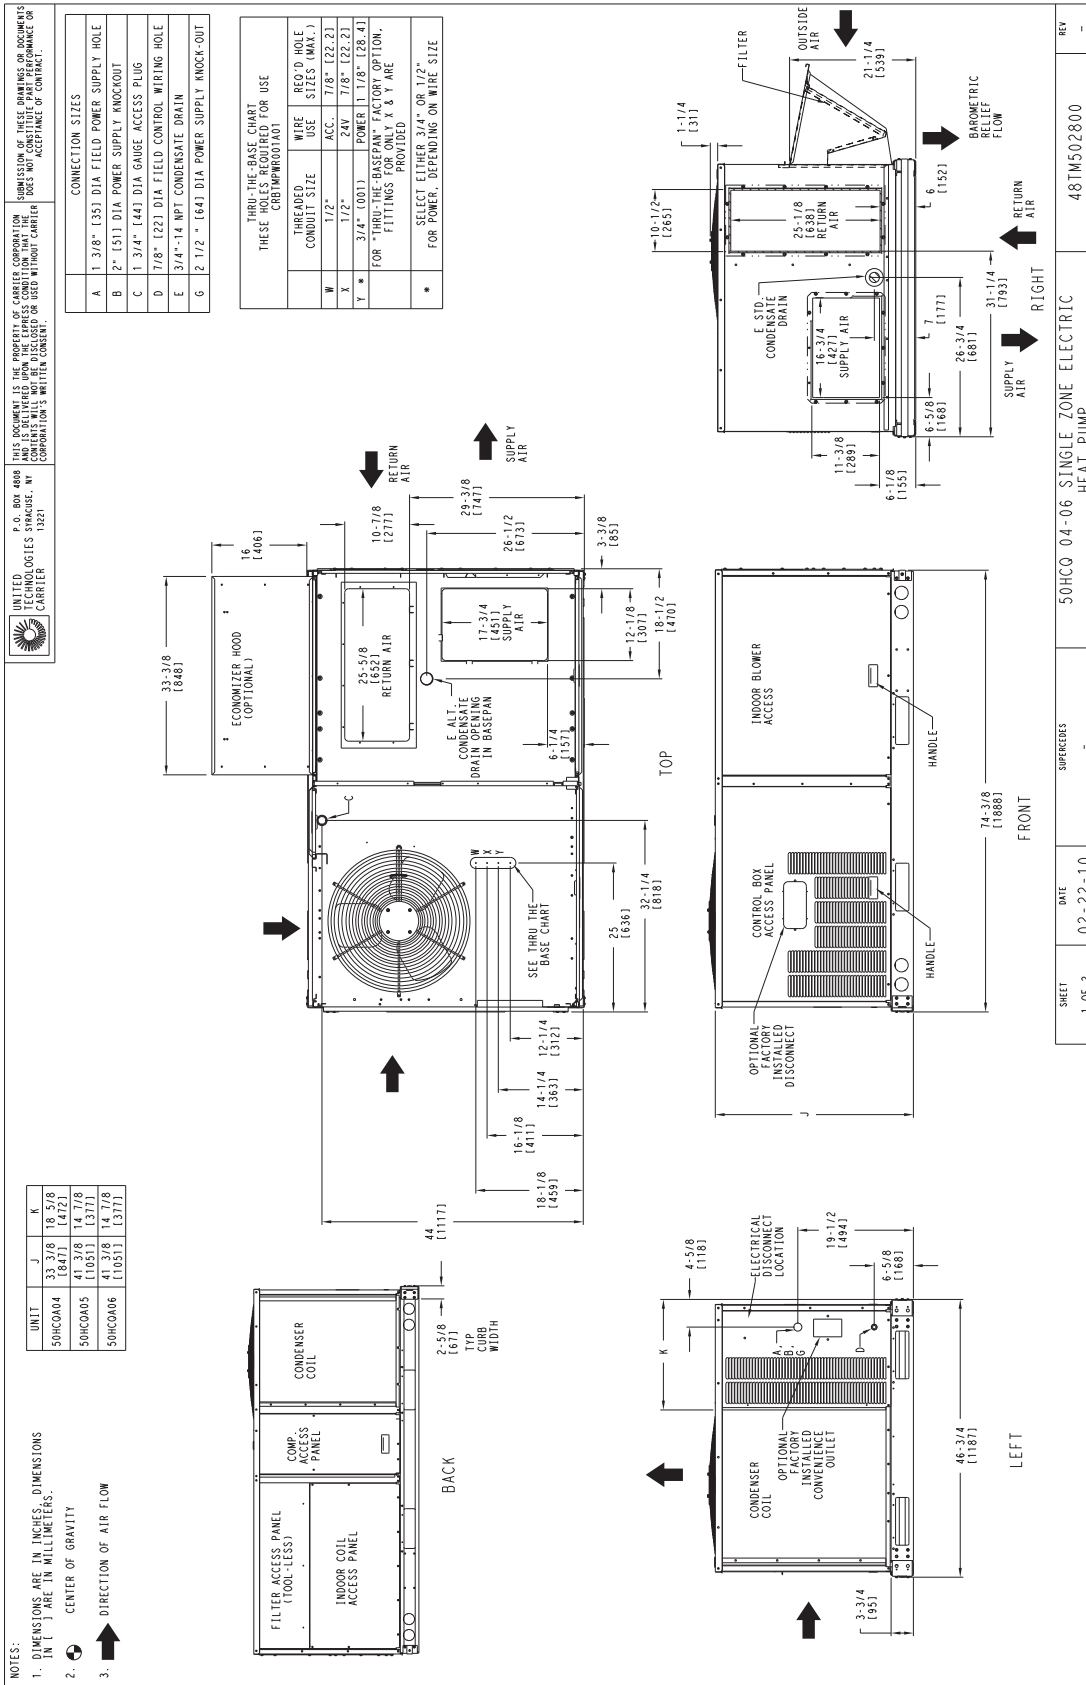 NOTES:
1. DIMENSIONS ARE IN INCHES, DIMENSIONS
IN [ ] ARE IN MILLIMETERS.
2. CENTER OF GRAVITY
3. DIRECTION OF AIR FLOW
UNIT J K
50HCQA04 33 3/8 [847] 18 5/8 [472]
50HCQA05 41 3/8 [1051] 14 7/8 [377]
50HCQA06 41 3/8 [1051] 14 7/8 [377]
UNITED
TECHNOLOGIES
CARRIER
P.O. BOX 4808
SYRACUSE, NY
13221
THIS DOCUMENT IS THE PROPERTY OF CARRIER CORPORATION
AND IS DELIVERED UPON THE EXPRESS CONDITION THAT THE
CONTENTS WILL NOT BE DISCLOSED OR USED WITHOUT CARRIER
CORPORATION'S WRITTEN CONSENT.
SUBMISSION OF THESE DRAWINGS OR DOCUMENTS
DOES NOT CONSTITUTE PART PERFORMANCE OR
ACCEPTANCE OF CONTRACT.
CONNECTION SIZES
A 1 3/8" [35] DIA FIELD POWER SUPPLY HOLE
B 2" [51] DIA POWER SUPPLY KNOCKOUT
C 1 3/4" [44] DIA GAUGE ACCESS PLUG
D 7/8" [22] DIA FIELD CONTROL WIRING HOLE
E 3/4"-14 NPT CONDENSATE DRAIN
G 2 1/2 " [64] DIA POWER SUPPLY KNOCK-OUT
THRU-THE-BASE CHART
THESE HOLES REQUIRED FOR USE
CRBTMPWR001A01
THREADED CONDUIT SIZE WIRE USE REQ'D HOLE SIZES (MAX.)
W 1/2" ACC. 7/8" [22.2]
X 1/2" 24V 7/8" [22.2]
Y * 3/4" (001) POWER 1 1/8" [28.4]
FOR "THRU-THE-BASEPAN" FACTORY OPTION,
FITTINGS FOR ONLY X & Y ARE
PROVIDED
* SELECT EITHER 3/4" OR 1/2"
FOR POWER, DEPENDING ON WIRE SIZE
FILTER ACCESS PANEL
(TOOL-LESS)
INDOOR COIL
ACCESS PANEL
COMP.
ACCESS
PANEL
CONDENSER
COIL
2-5/8
[67]
TYP
CURB
WIDTH
BACK
33-3/8
[848]
16
[406]
ECONOMIZER HOOD
(OPTIONAL)
25-5/8
[652]
RETURN AIR
10-7/8
[277]
RETURN
AIR
SUPPLY
AIR
29-3/8
[747]
26-1/2
[673]
3-3/8
[85]
17-3/4
[451]
SUPPLY
AIR
12-1/8
[307]
18-1/2
[470]
E ALT.
CONDENSATE
DRAIN OPENING
IN BASEPAN
6-1/4
[157]
C
W
X
Y
SEE THRU THE
BASE CHART
25
[636]
32-1/4
[818]
12-1/4
[312]
14-1/4
[363]
16-1/8
[411]
18-1/8
[459]
44
[1117]
TOP
3-3/4
[95]
CONDENSER
COIL
OPTIONAL
FACTORY
INSTALLED
CONVENIENCE
OUTLET
K
A,
B,
G
D
4-5/8
[118]
ELECTRICAL
DISCONNECT
LOCATION
19-1/2
[494]
6-5/8
[168]
46-3/4
[1187]
LEFT
J
OPTIONAL
FACTORY
INSTALLED
DISCONNECT
CONTROL BOX
ACCESS PANEL
HANDLE
INDOOR BLOWER
ACCESS
HANDLE
74-3/8
[1888]
FRONT
11-3/8
[289]
6-1/8
[155]
6-5/8
[168]
16-3/4
[427]
SUPPLY AIR
E STD.
CONDENSATE
DRAIN
10-1/2
[265]
1-1/4
[31]
25-1/8
[638]
RETURN
AIR
FILTER
OUTSIDE
AIR
21-1/4
[539]
BAROMETRIC
RELIEF
FLOW
6
[152]
7
[177]
26-3/4
[681]
31-1/4
[793]
SUPPLY
AIR
RETURN
AIR
RIGHT
SHEET
1 OF 3
DATE
02-22-10
SUPERCEDES
-
50HCQ 04-06 SINGLE ZONE ELECTRIC
HEAT PUMP
48TM502800
REV
-